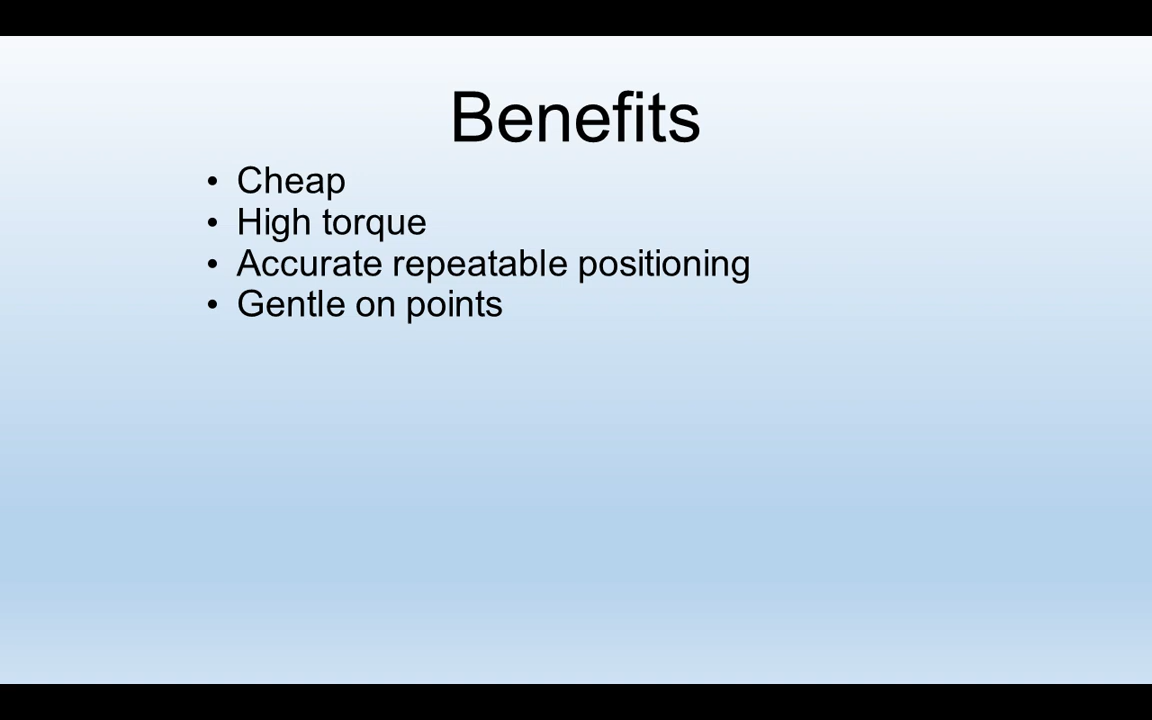 Benefits
• Cheap
• High torque
• Accurate repeatable positioning
• Gentle on points